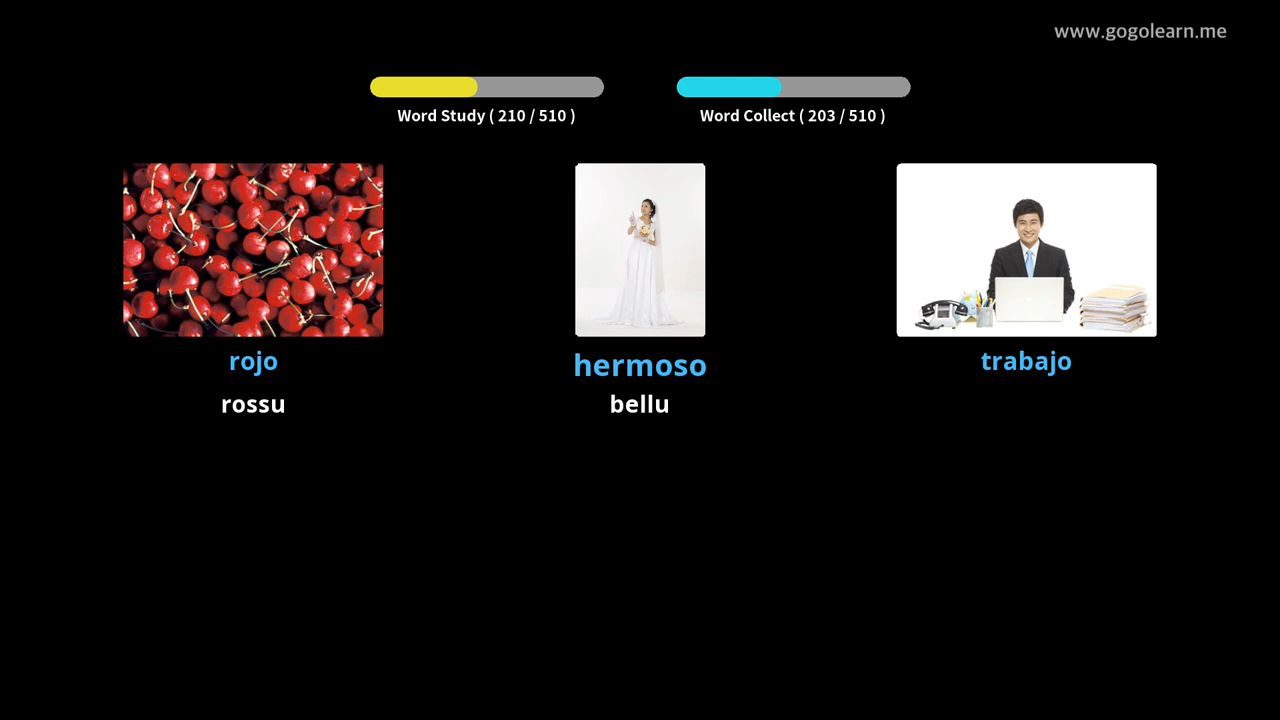 www.gogolearn.me
Word Study ( 210 / 510 )
Word Collect ( 203 / 510 )
rojo
hermoso
trabajo
rossu
bellu